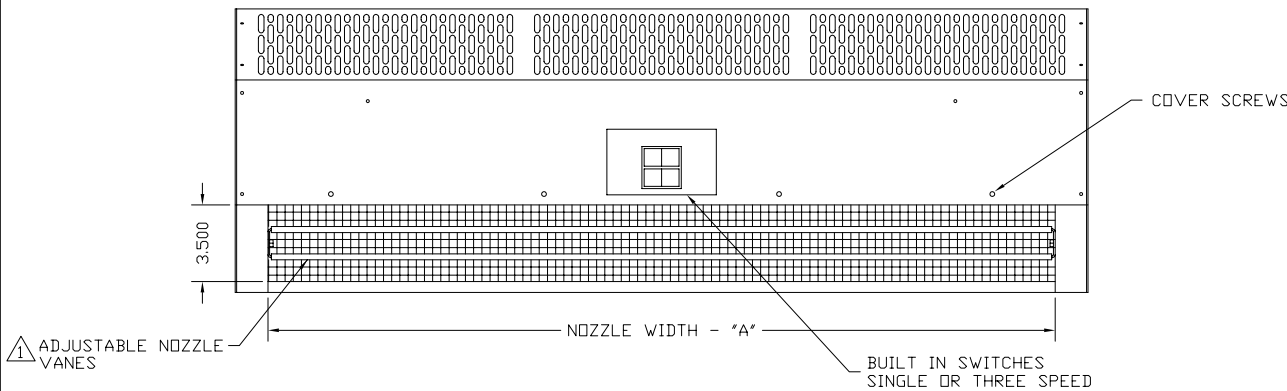 COVER SCREWS
3.500
NOZZLE WIDTH - "A"
1 ADJUSTABLE NOZZLE
VANES
BUILT IN SWITCHES
SINGLE OR THREE SPEED